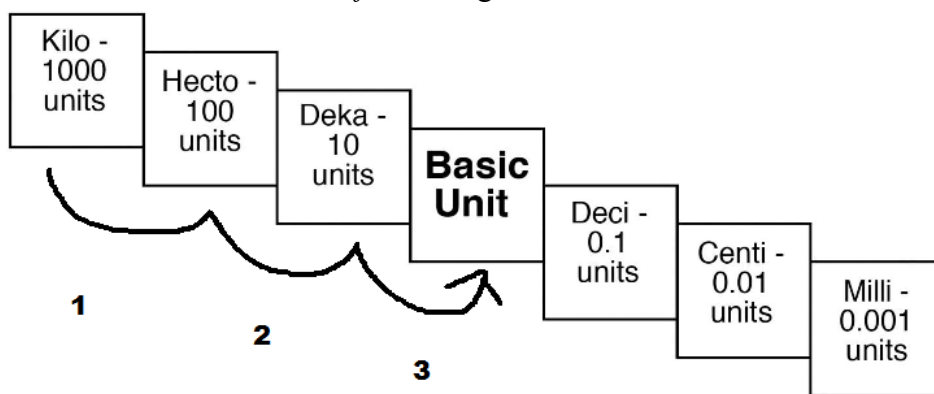 Kilo -
1000
units
Hecto -
100
units
Deka -
10
units
Basic
Unit
Deci -
0.1
units
Centi -
0.01
units
Milli -
0.001
units
1
2
3